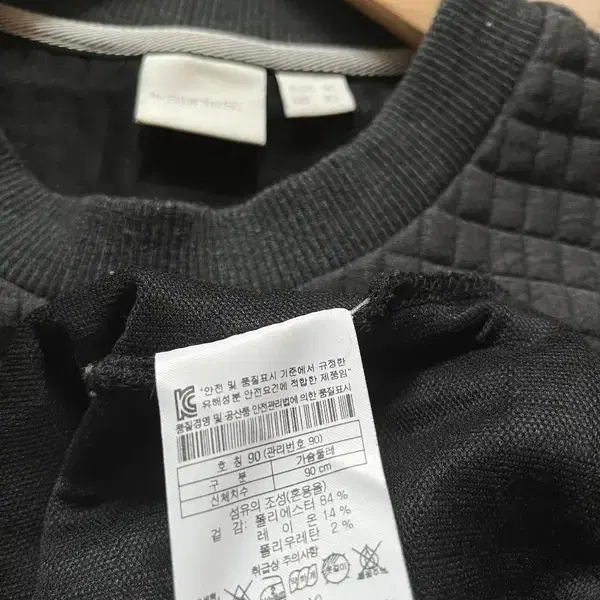 "안전 및 품질표시 기준에서 규정한
유해성분 안전요건에 적합한 제품임"
품질경영 및 공산품 안전관리법에 의한 품질표시
호 칭 90 (관리번호 90)
구 분 가슴둘레
신체치수 90 cm
섬유의 조성(혼용율)
겉 감: 폴리에스터 84 %
레 이 온 14 %
폴리우레탄 2 %
취급상 주의사항